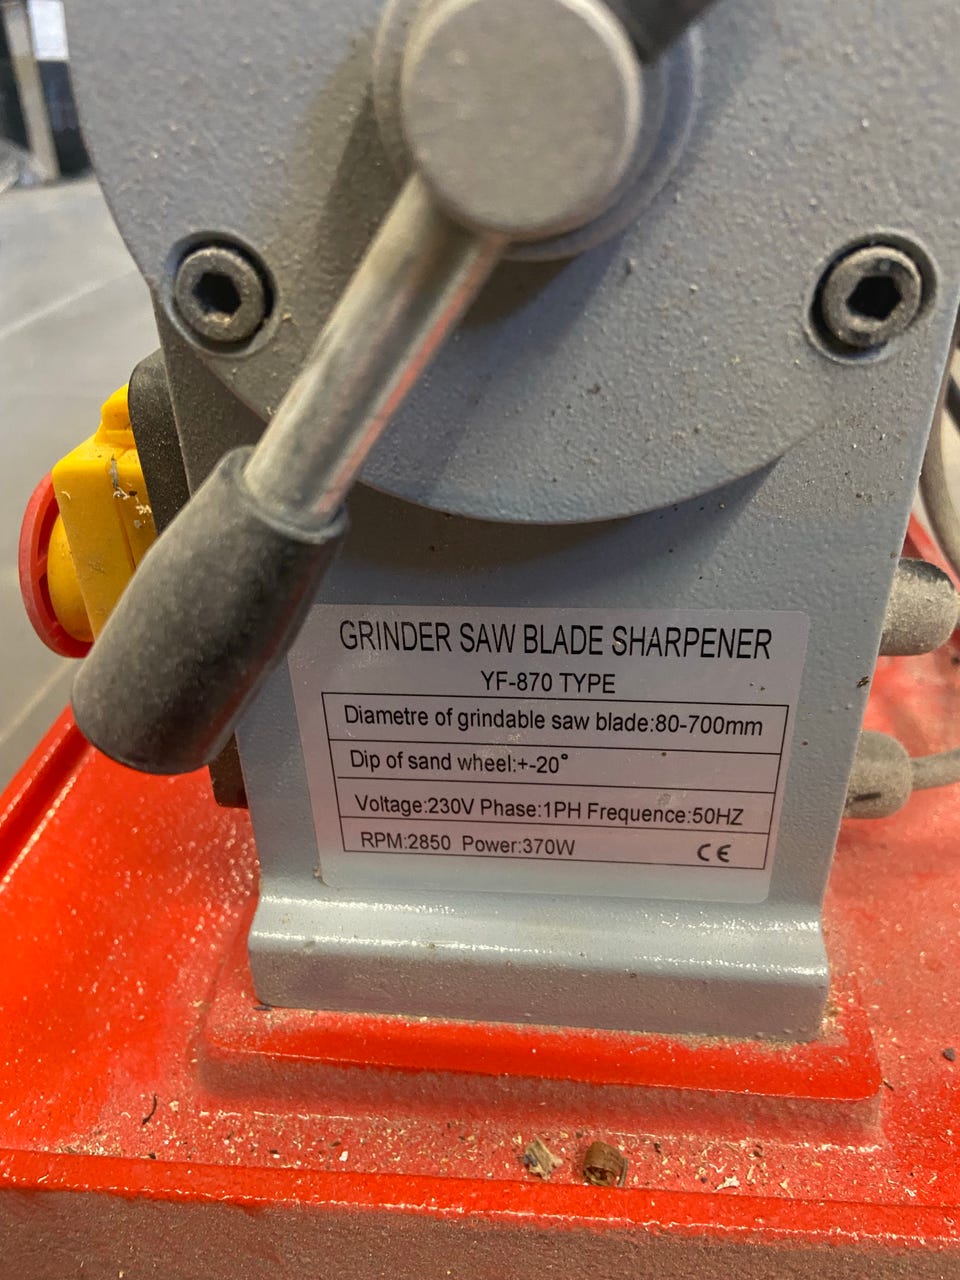 GRINDER SAW BLADE SHARPENER
YF-870 TYPE
Diametre of grindable saw blade:80-700mm
Dip of sand wheel:+-20°
Voltage:230V Phase:1PH Frequence:50HZ
RPM:2850 Power:370W CE